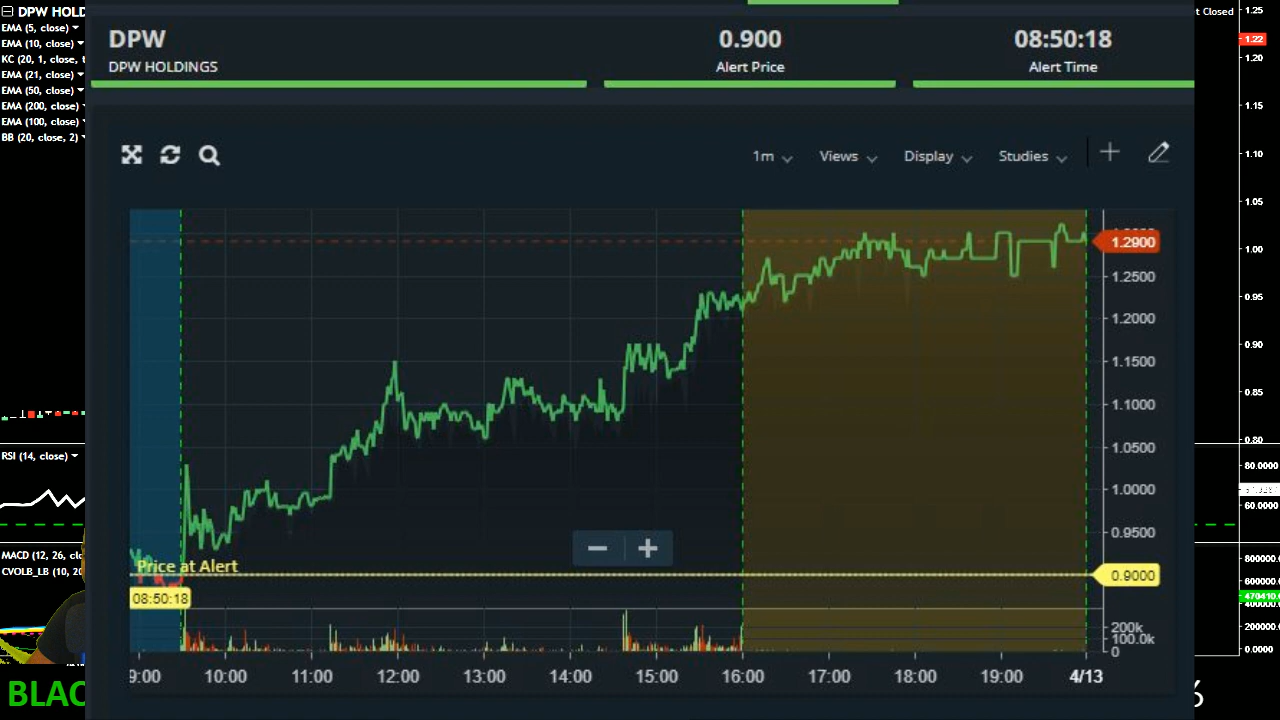 DPW HOLD
t Closed
EMA (5, close)
EMA (10, close)
KC (20, 1, close,
EMA (21, close)
EMA (50, close)
EMA (200, close)
EMA (100, close)
BB (20, close, 2)
RSI (14, close)
MACD (12, 26,
CVOLB_LB (10, 20
BLAC
DPW
DPW HOLDINGS
0.900
Alert Price
08:50:18
Alert Time
1m Views Display Studies
1.2900
1.2500
1.2000
1.1500
1.1000
1.0500
1.0000
0.9500
0.9000
Price at Alert
08:50:18
200k
100.0k
0
9:00 10:00 11:00 12:00 13:00 14:00 15:00 16:00 17:00 18:00 19:00 4/13
1.25
1.22
1.20
1.15
1.10
1.05
1.00
0.95
0.90
0.85
0.80
80.0000
60.0000
800000
600000
470410.
400000
200000
0.0000
6